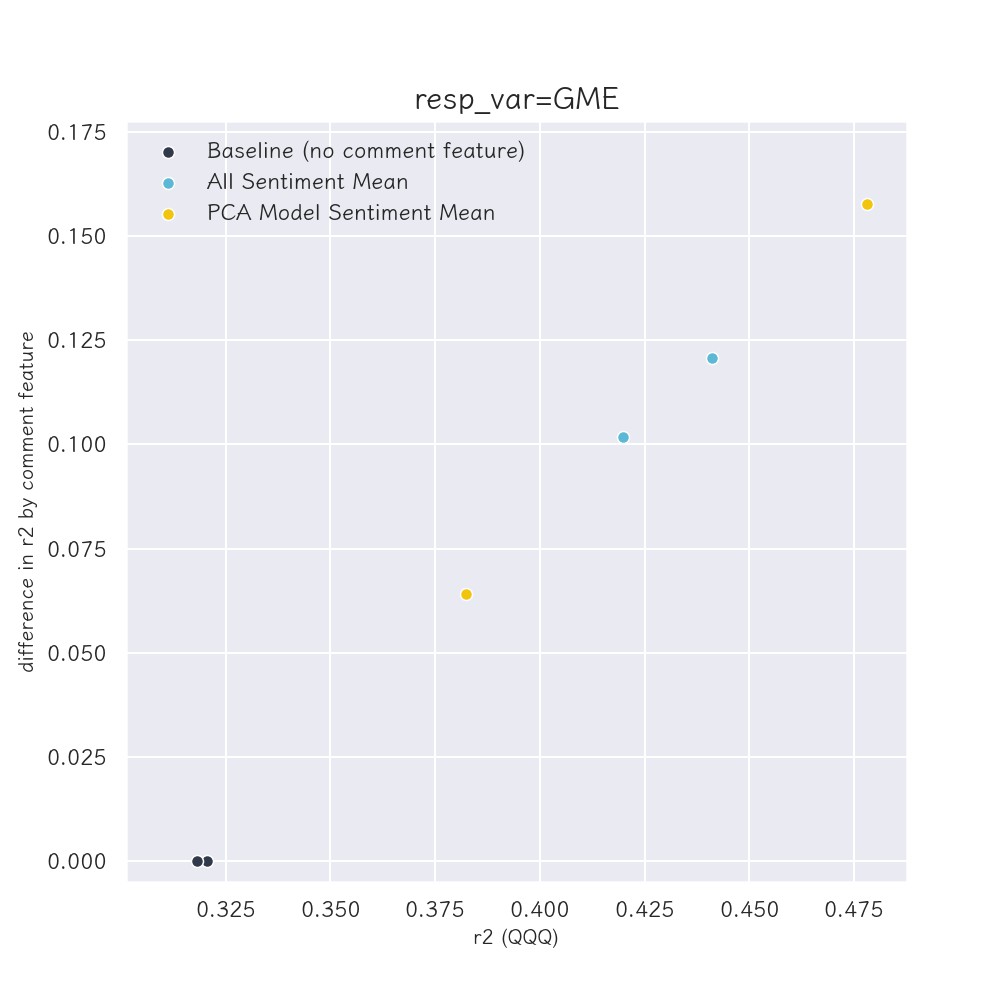 resp_var=GME
0.175
0.150
0.125
0.100
0.075
0.050
0.025
0.000
difference in r2 by comment feature
Baseline (no comment feature)
All Sentiment Mean
PCA Model Sentiment Mean
0.325 0.350 0.375 0.400 0.425 0.450 0.475
r2 (QQQ)